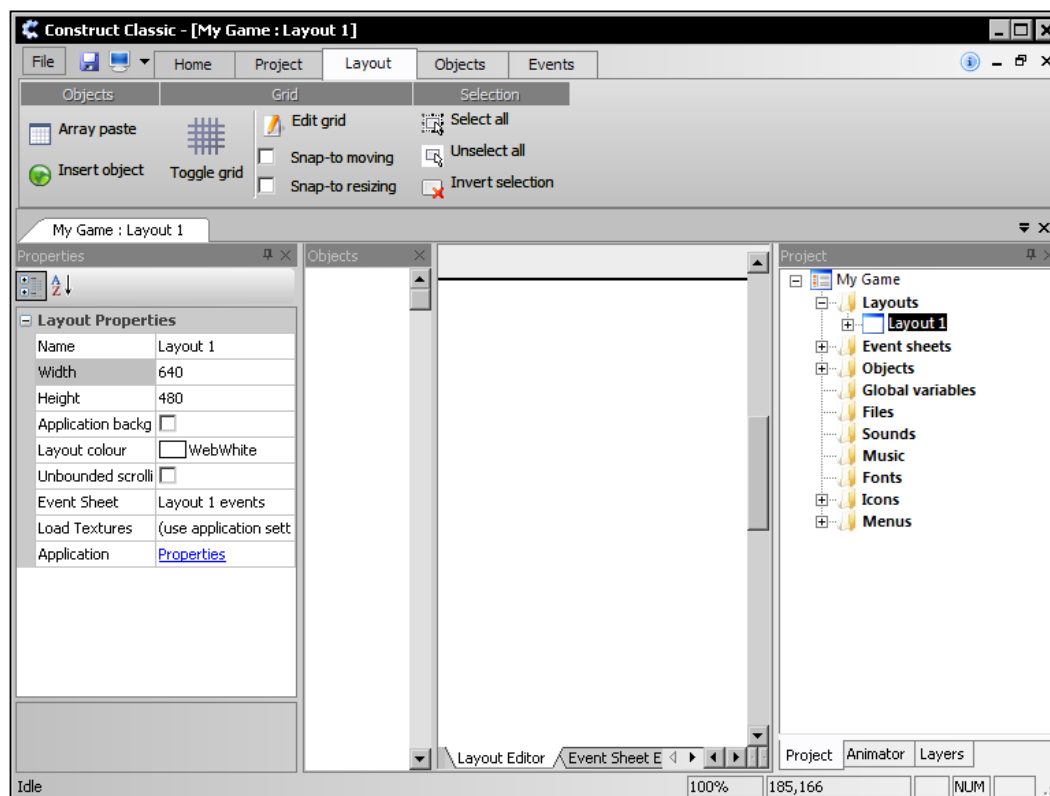 Construct Classic - [My Game : Layout 1]
File Home Project Layout Objects Events
Objects Grid Selection
Array paste
Insert object
Toggle grid
Edit grid
Snap-to moving
Snap-to resizing
Select all
Unselect all
Invert selection
My Game : Layout 1
Properties
Layout Properties
Name Layout 1
Width 640
Height 480
Application backg
Layout colour WebWhite
Unbounded scrolli
Event Sheet Layout 1 events
Load Textures (use application sett
Application Properties
Objects
Layout Editor Event Sheet E
Project
My Game
Layouts
Layout 1
Event sheets
Objects
Global variables
Files
Sounds
Music
Fonts
Icons
Menus
Project Animator Layers
Idle 100% 185,166 NUM